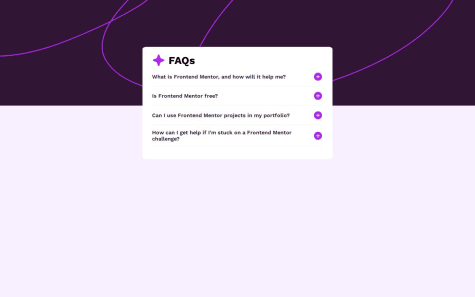 FAQs
What is Frontend Mentor, and how will it help me?
Is Frontend Mentor free?
Can I use Frontend Mentor projects in my portfolio?
How can I get help if I'm stuck on a Frontend Mentor
challenge?